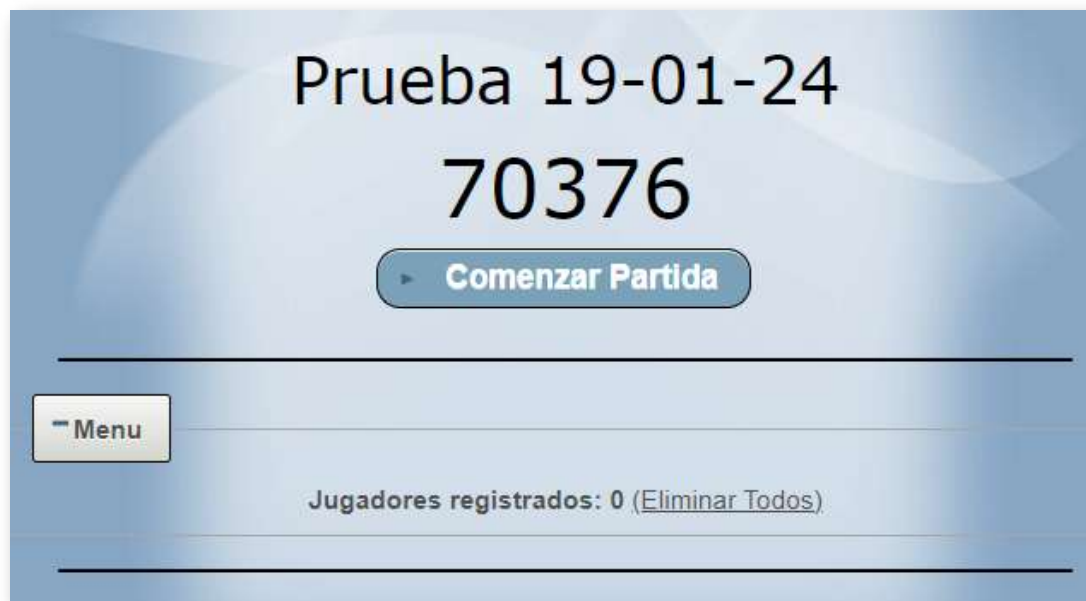 Prueba 19-01-24
70376
Comenzar Partida
Menu
Jugadores registrados: 0 (Eliminar Todos)